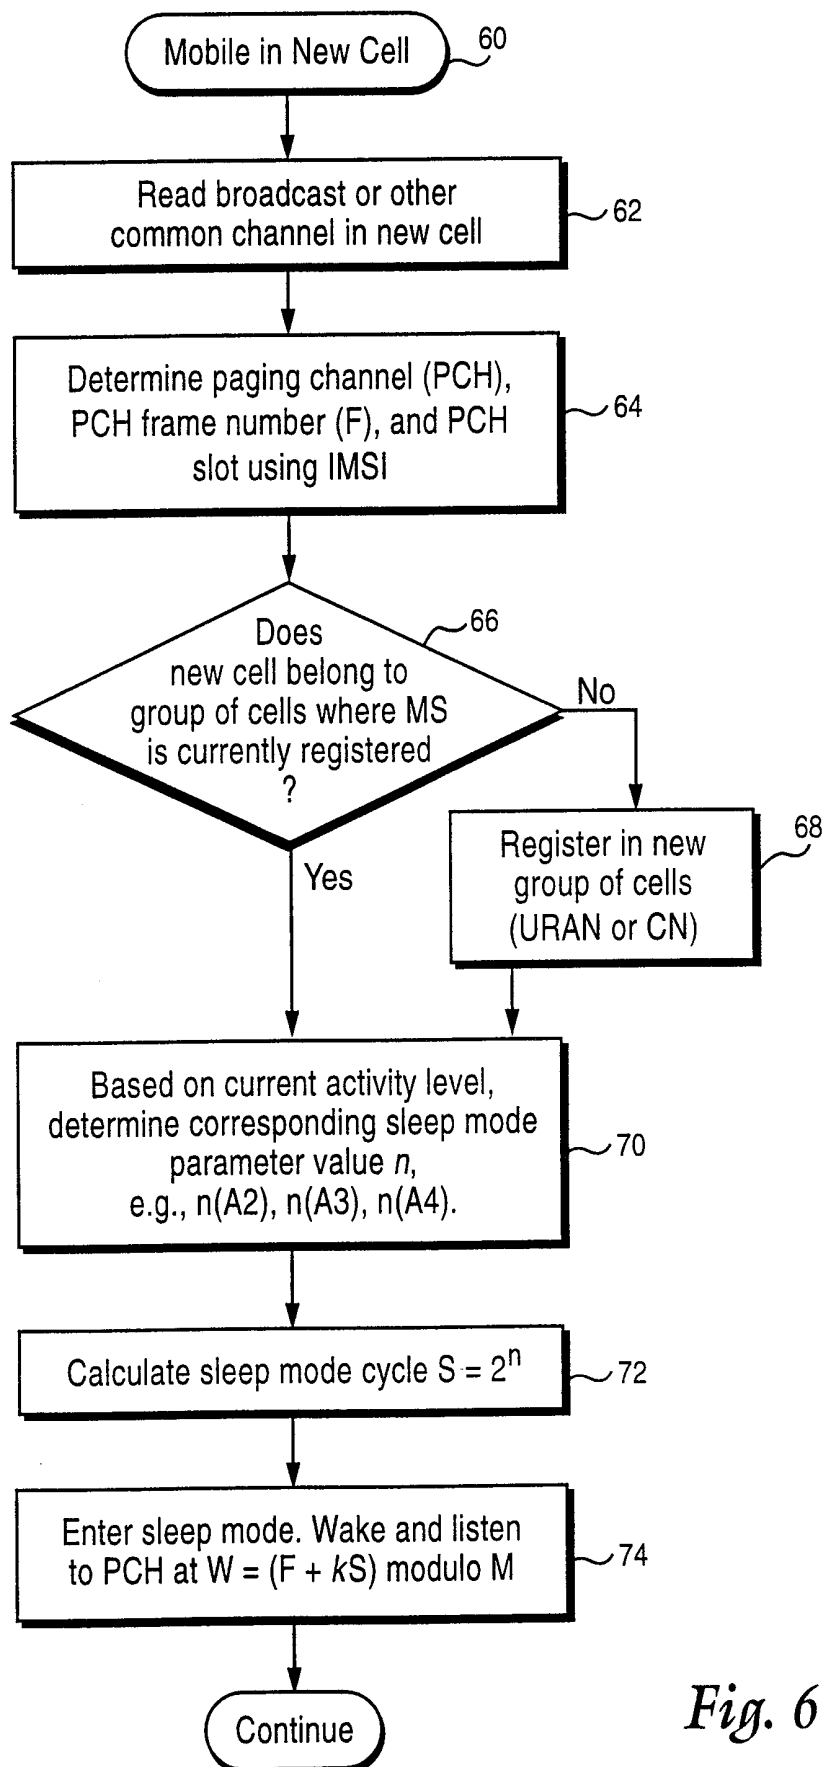 Mobile in New Cell
60
Read broadcast or other
common channel in new cell
62
Determine paging channel (PCH),
PCH frame number (F), and PCH
slot using IMSI
64
Does
new cell belong to
group of cells where MS
is currently registered
?
66
No
Yes
Register in new
group of cells
(URAN or CN)
68
Based on current activity level,
determine corresponding sleep mode
parameter value n,
e.g., n(A2), n(A3), n(A4).
70
Calculate sleep mode cycle S = 2^n
72
Enter sleep mode. Wake and listen
to PCH at W = (F + kS) modulo M
74
Continue
Fig. 6